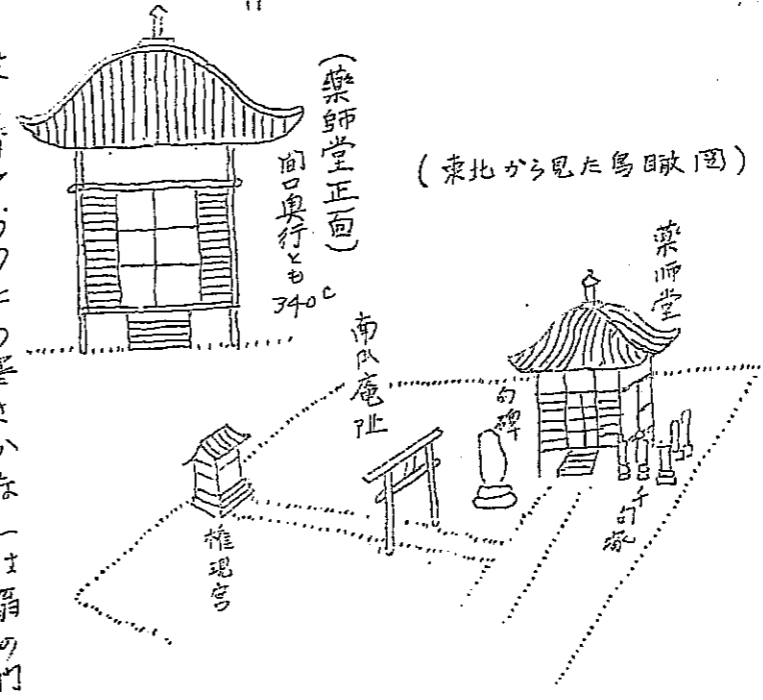 (薬師堂正面)
間口奥行とも
340C
(東北から見た鳥瞰図)
薬師堂
南瓜庵址
句碑
千句塚
権現宮